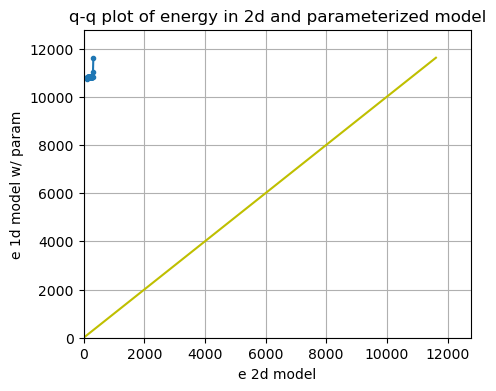 q-q plot of energy in 2d and parameterized model
e 1d model w/ param
12000
10000
8000
6000
4000
2000
0
0 2000 4000 6000 8000 10000 12000
e 2d model